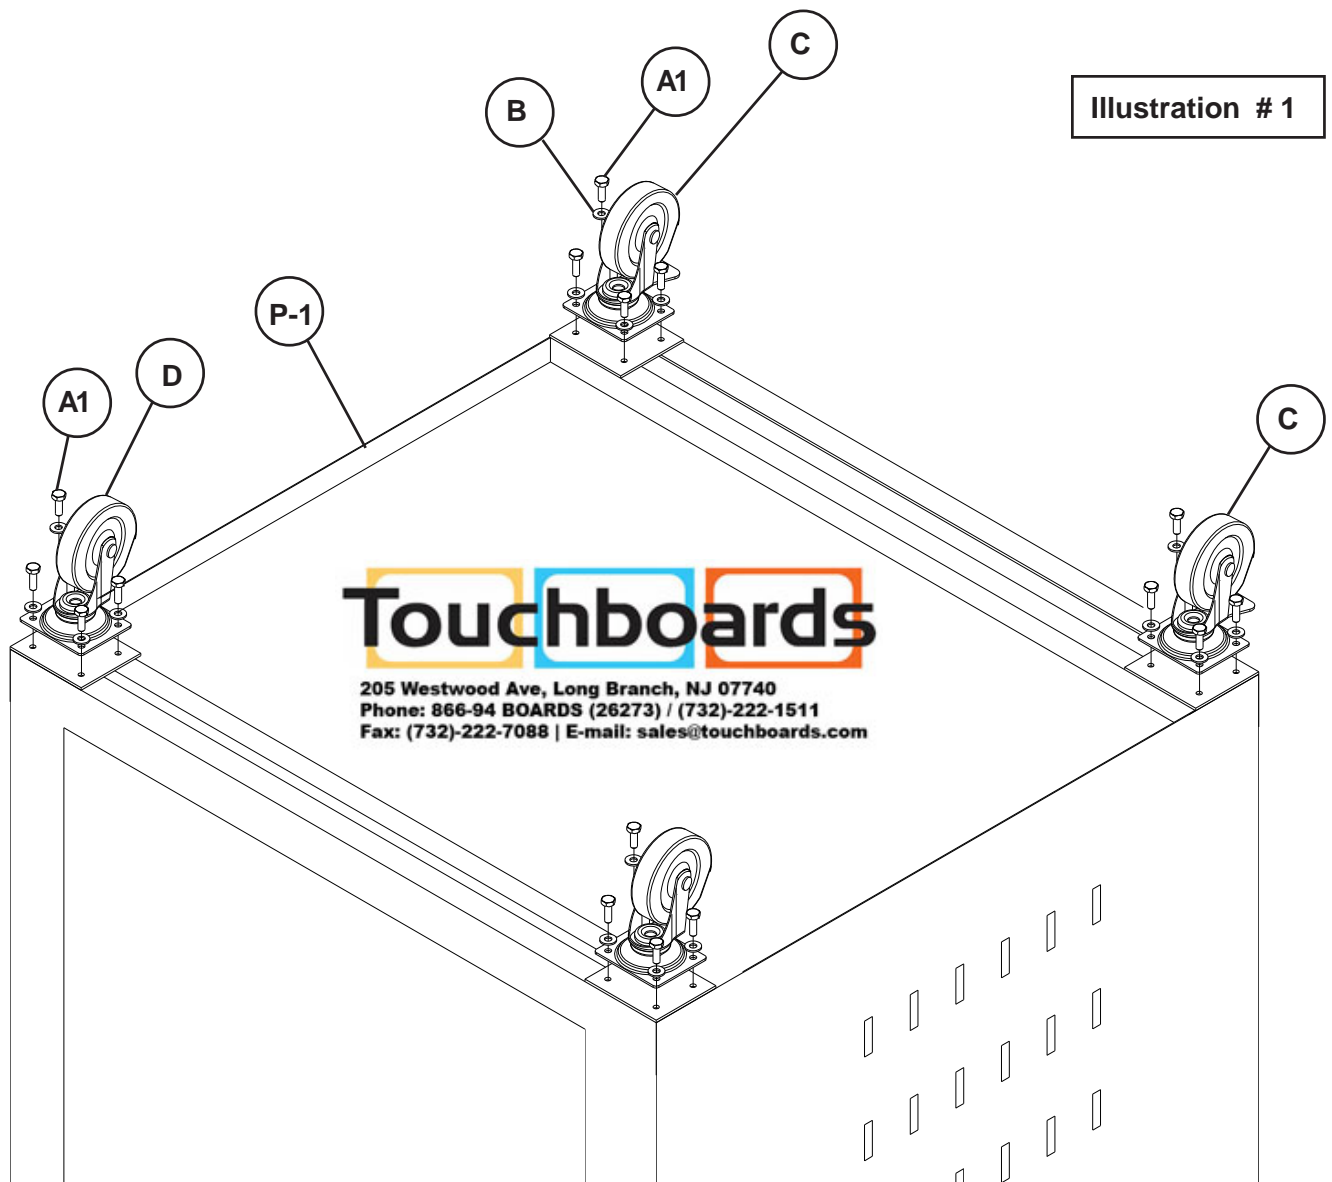 C
A1
B
Illustration # 1
P-1
D
A1
C
Touchboards
205 Westwood Ave, Long Branch, NJ 07740
Phone: 866-94 BOARDS (26273) / (732)-222-1511
Fax: (732)-222-7088 | E-mail: sales@touchboards.com